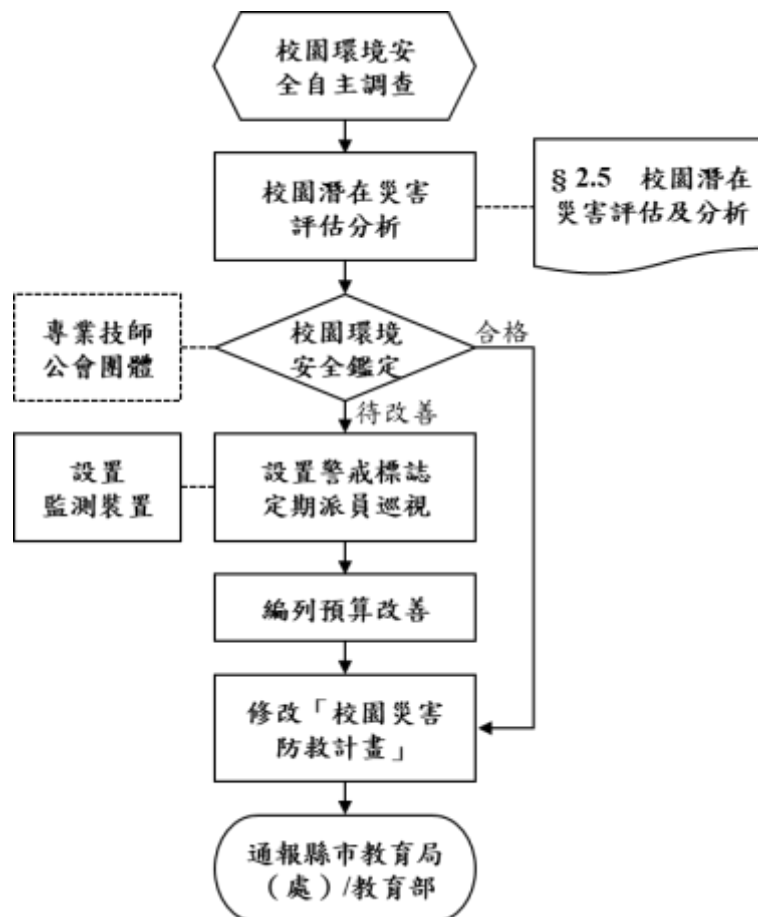 校園環境安
全自主調查
校園潛在災害
評估分析
§ 2.5 校園潛在
災害評估及分析
專業技師
公會團體
校園環境
安全鑑定
合格
待改善
設置
監測裝置
設置警戒標誌
定期派員巡視
編列預算改善
修改「校園災害
防救計畫」
通報縣市教育局
（處）/教育部